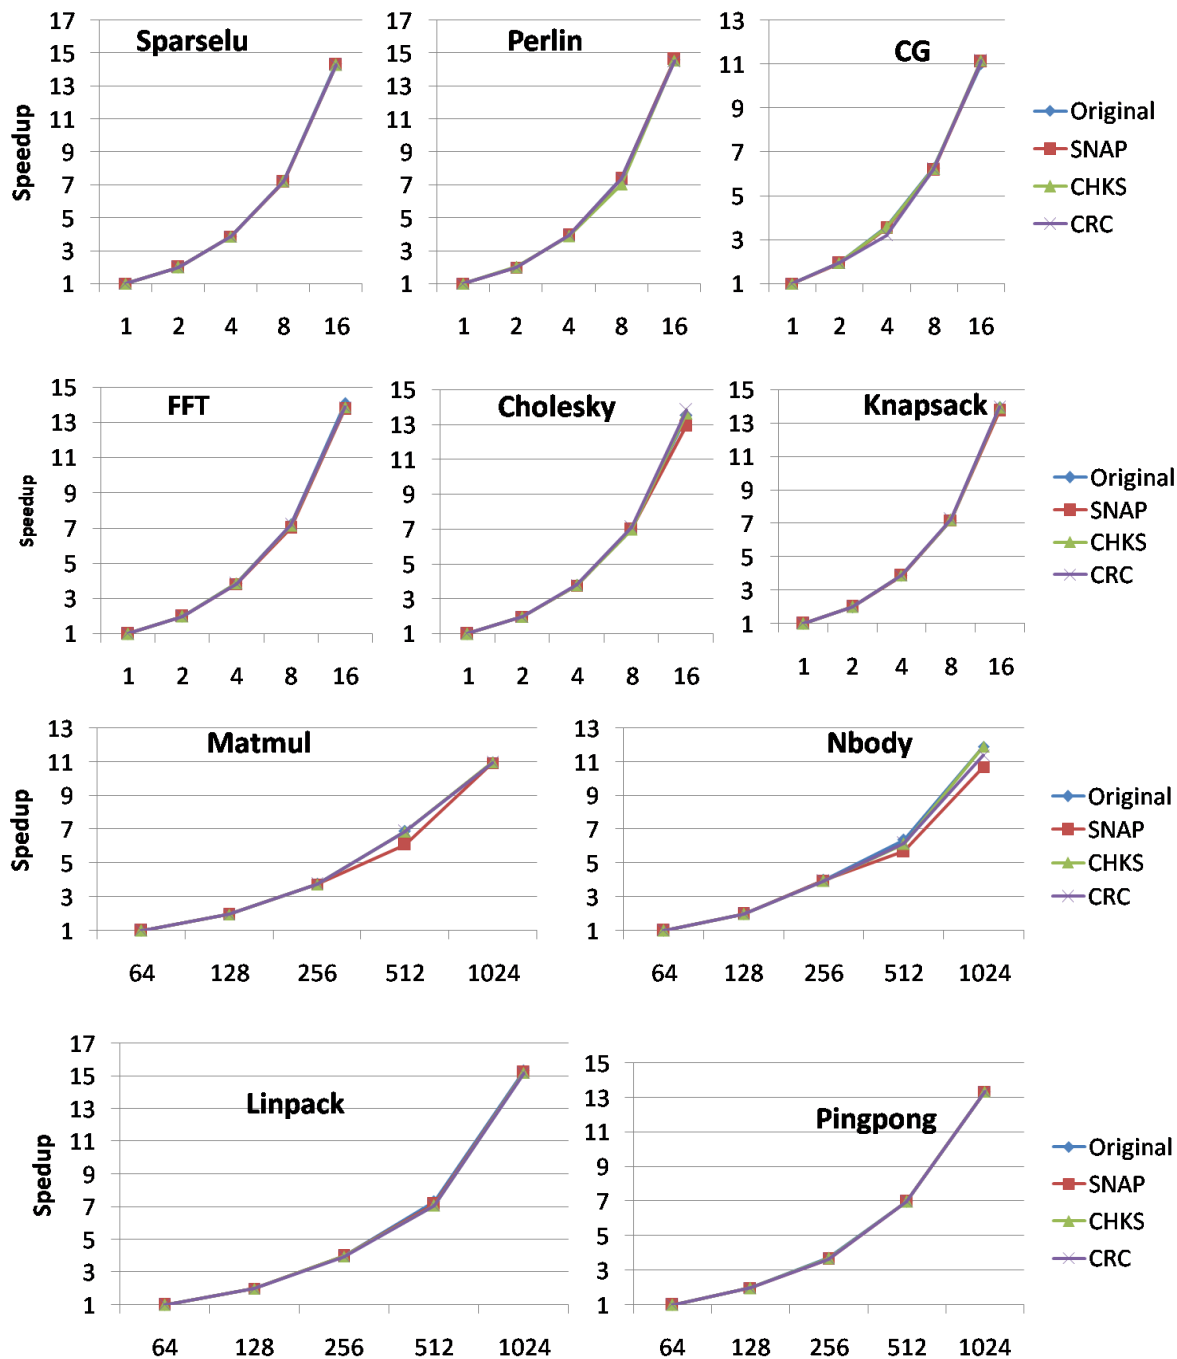 Sparselu
Speedup
17
15
13
11
9
7
5
3
1
1 2 4 8 16
Perlin
17
15
13
11
9
7
5
3
1
1 2 4 8 16
CG
13
11
9
7
5
3
1
1 2 4 8 16
Original
SNAP
CHKS
CRC
FFT
Speedup
15
13
11
9
7
5
3
1
1 2 4 8 16
Cholesky
15
13
11
9
7
5
3
1
1 2 4 8 16
Knapsack
15
13
11
9
7
5
3
1
1 2 4 8 16
Original
SNAP
CHKS
CRC
Matmul
Spedup
13
11
9
7
5
3
1
64 128 256 512 1024
Nbody
13
11
9
7
5
3
1
64 128 256 512 1024
Original
SNAP
CHKS
CRC
Linpack
Spedup
17
15
13
11
9
7
5
3
1
64 128 256 512 1024
Pingpong
15
13
11
9
7
5
3
1
64 128 256 512 1024
Original
SNAP
CHKS
CRC